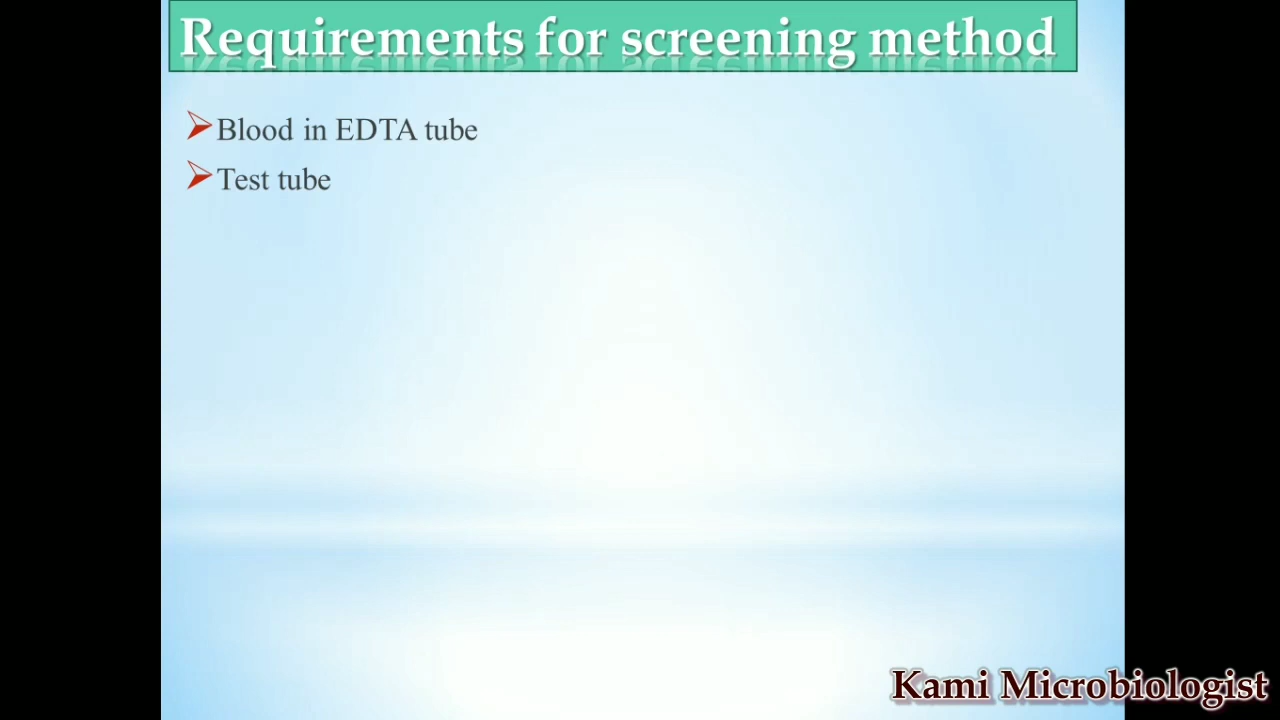 Requirements for screening method
Blood in EDTA tube
Test tube
Kami Microbiologist